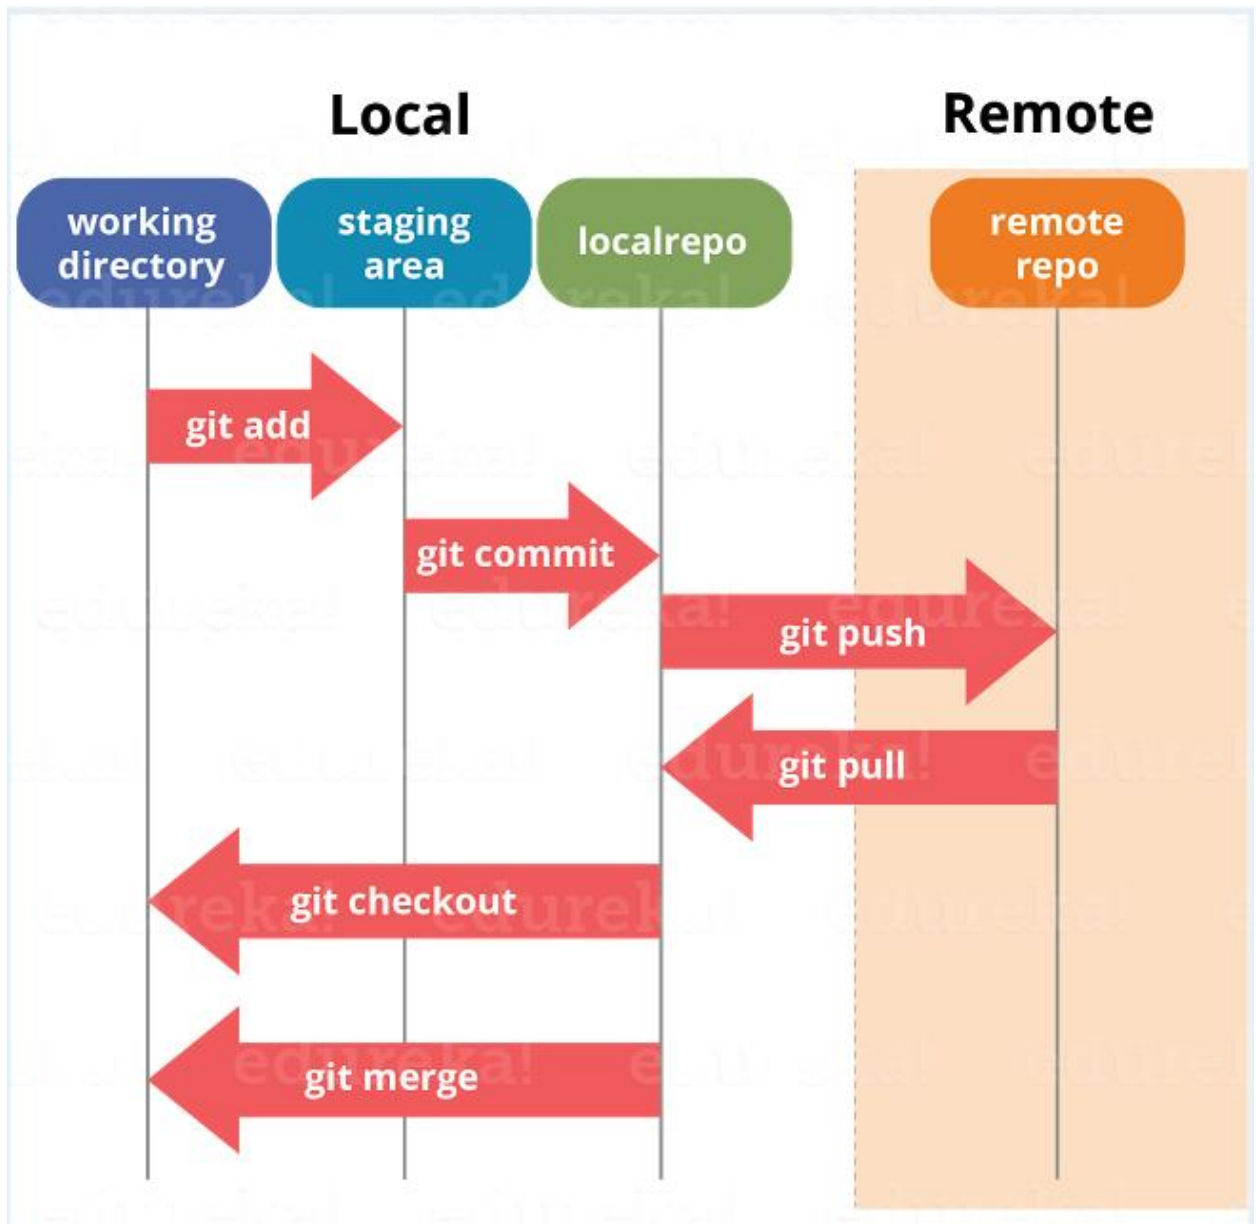 Local
Remote
working
directory
staging
area
localrepo
remote
repo
git add
git commit
git push
git pull
git checkout
git merge
edureka!